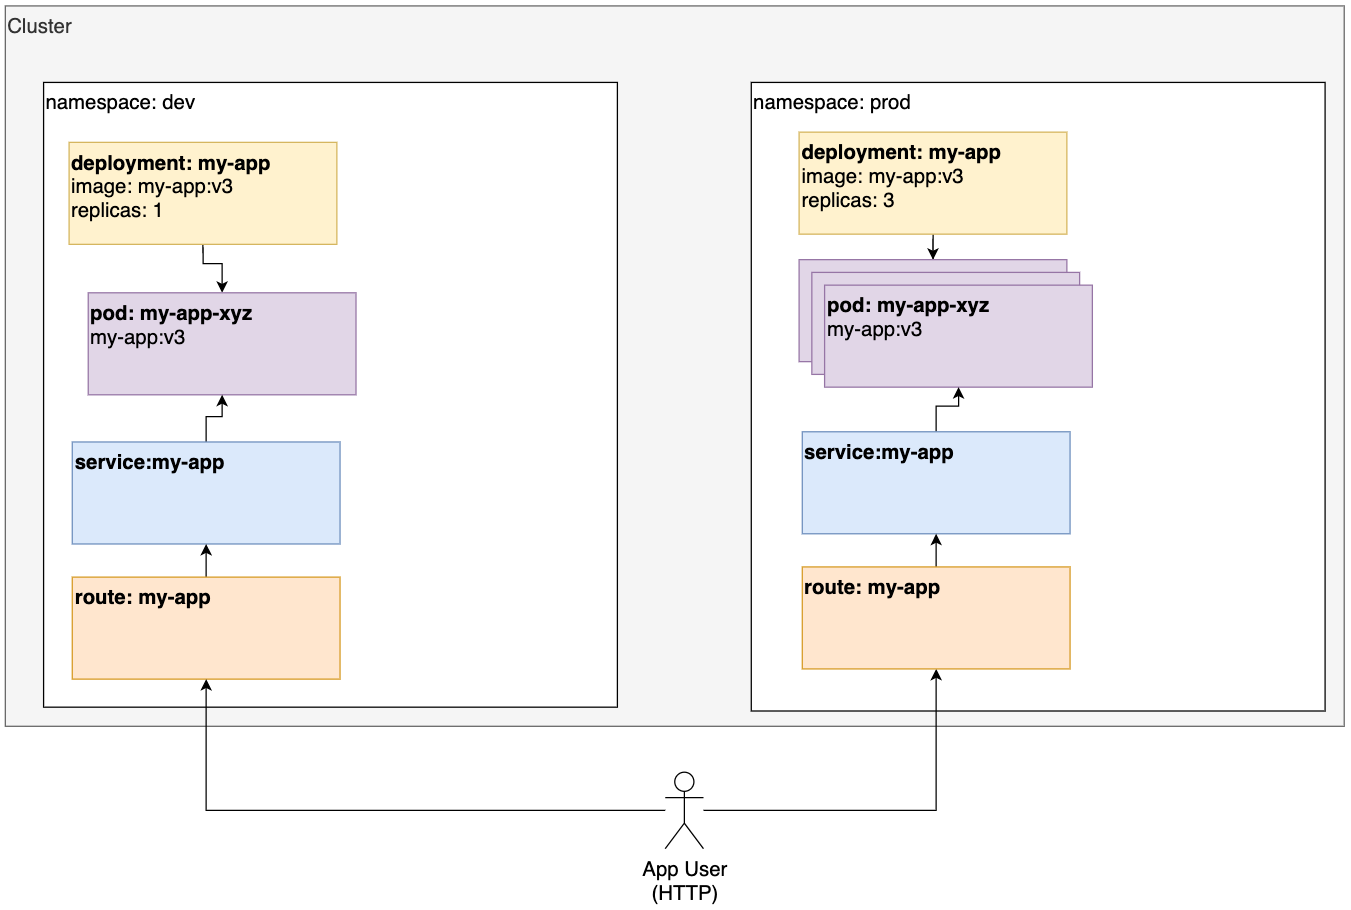 Cluster
namespace: dev
deployment: my-app
image: my-app:v3
replicas: 1
pod: my-app-xyz
my-app:v3
service:my-app
route: my-app
namespace: prod
deployment: my-app
image: my-app:v3
replicas: 3
pod: my-app-xyz
my-app:v3
service:my-app
route: my-app
App User
(HTTP)